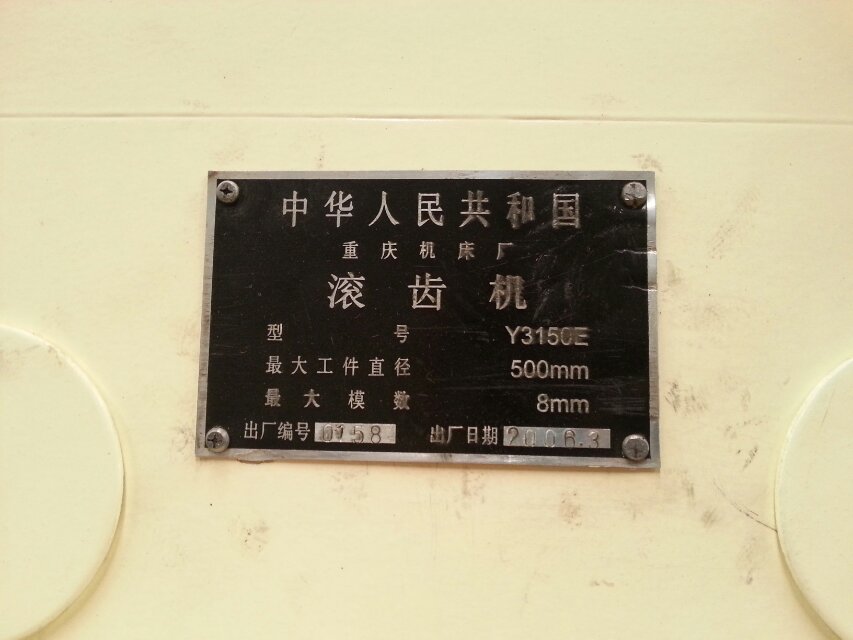 中华人民共和国
重庆机床厂
滚齿机
型号 Y3150E
最大工件直径 500mm
最大模数 8mm
出厂编号 0758 出厂日期 2006.3